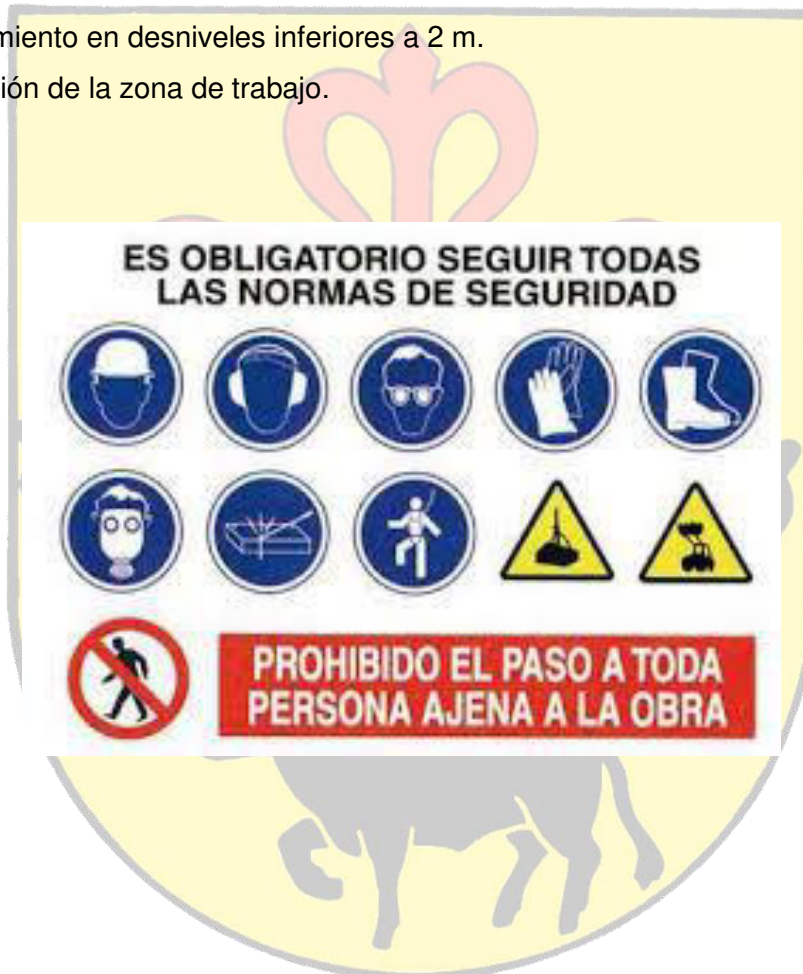 miento en desniveles inferiores a 2 m.
ión de la zona de trabajo.
ES OBLIGATORIO SEGUIR TODAS
LAS NORMAS DE SEGURIDAD
PROHIBIDO EL PASO A TODA
PERSONA AJENA A LA OBRA